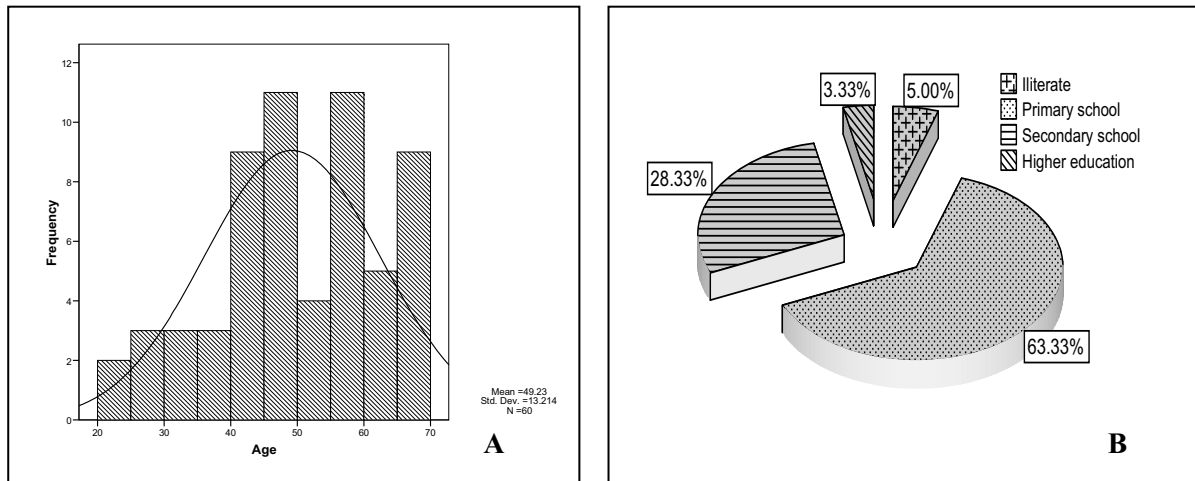 12
10
8
6
4
2
0
Frequency
20
30
40
50
60
70
Age
Mean =49.23
Std. Dev. =13.214
N =60
A
3.33%
5.00%
28.33%
63.33%
Iliterate
Primary school
Secondary school
Higher education
B